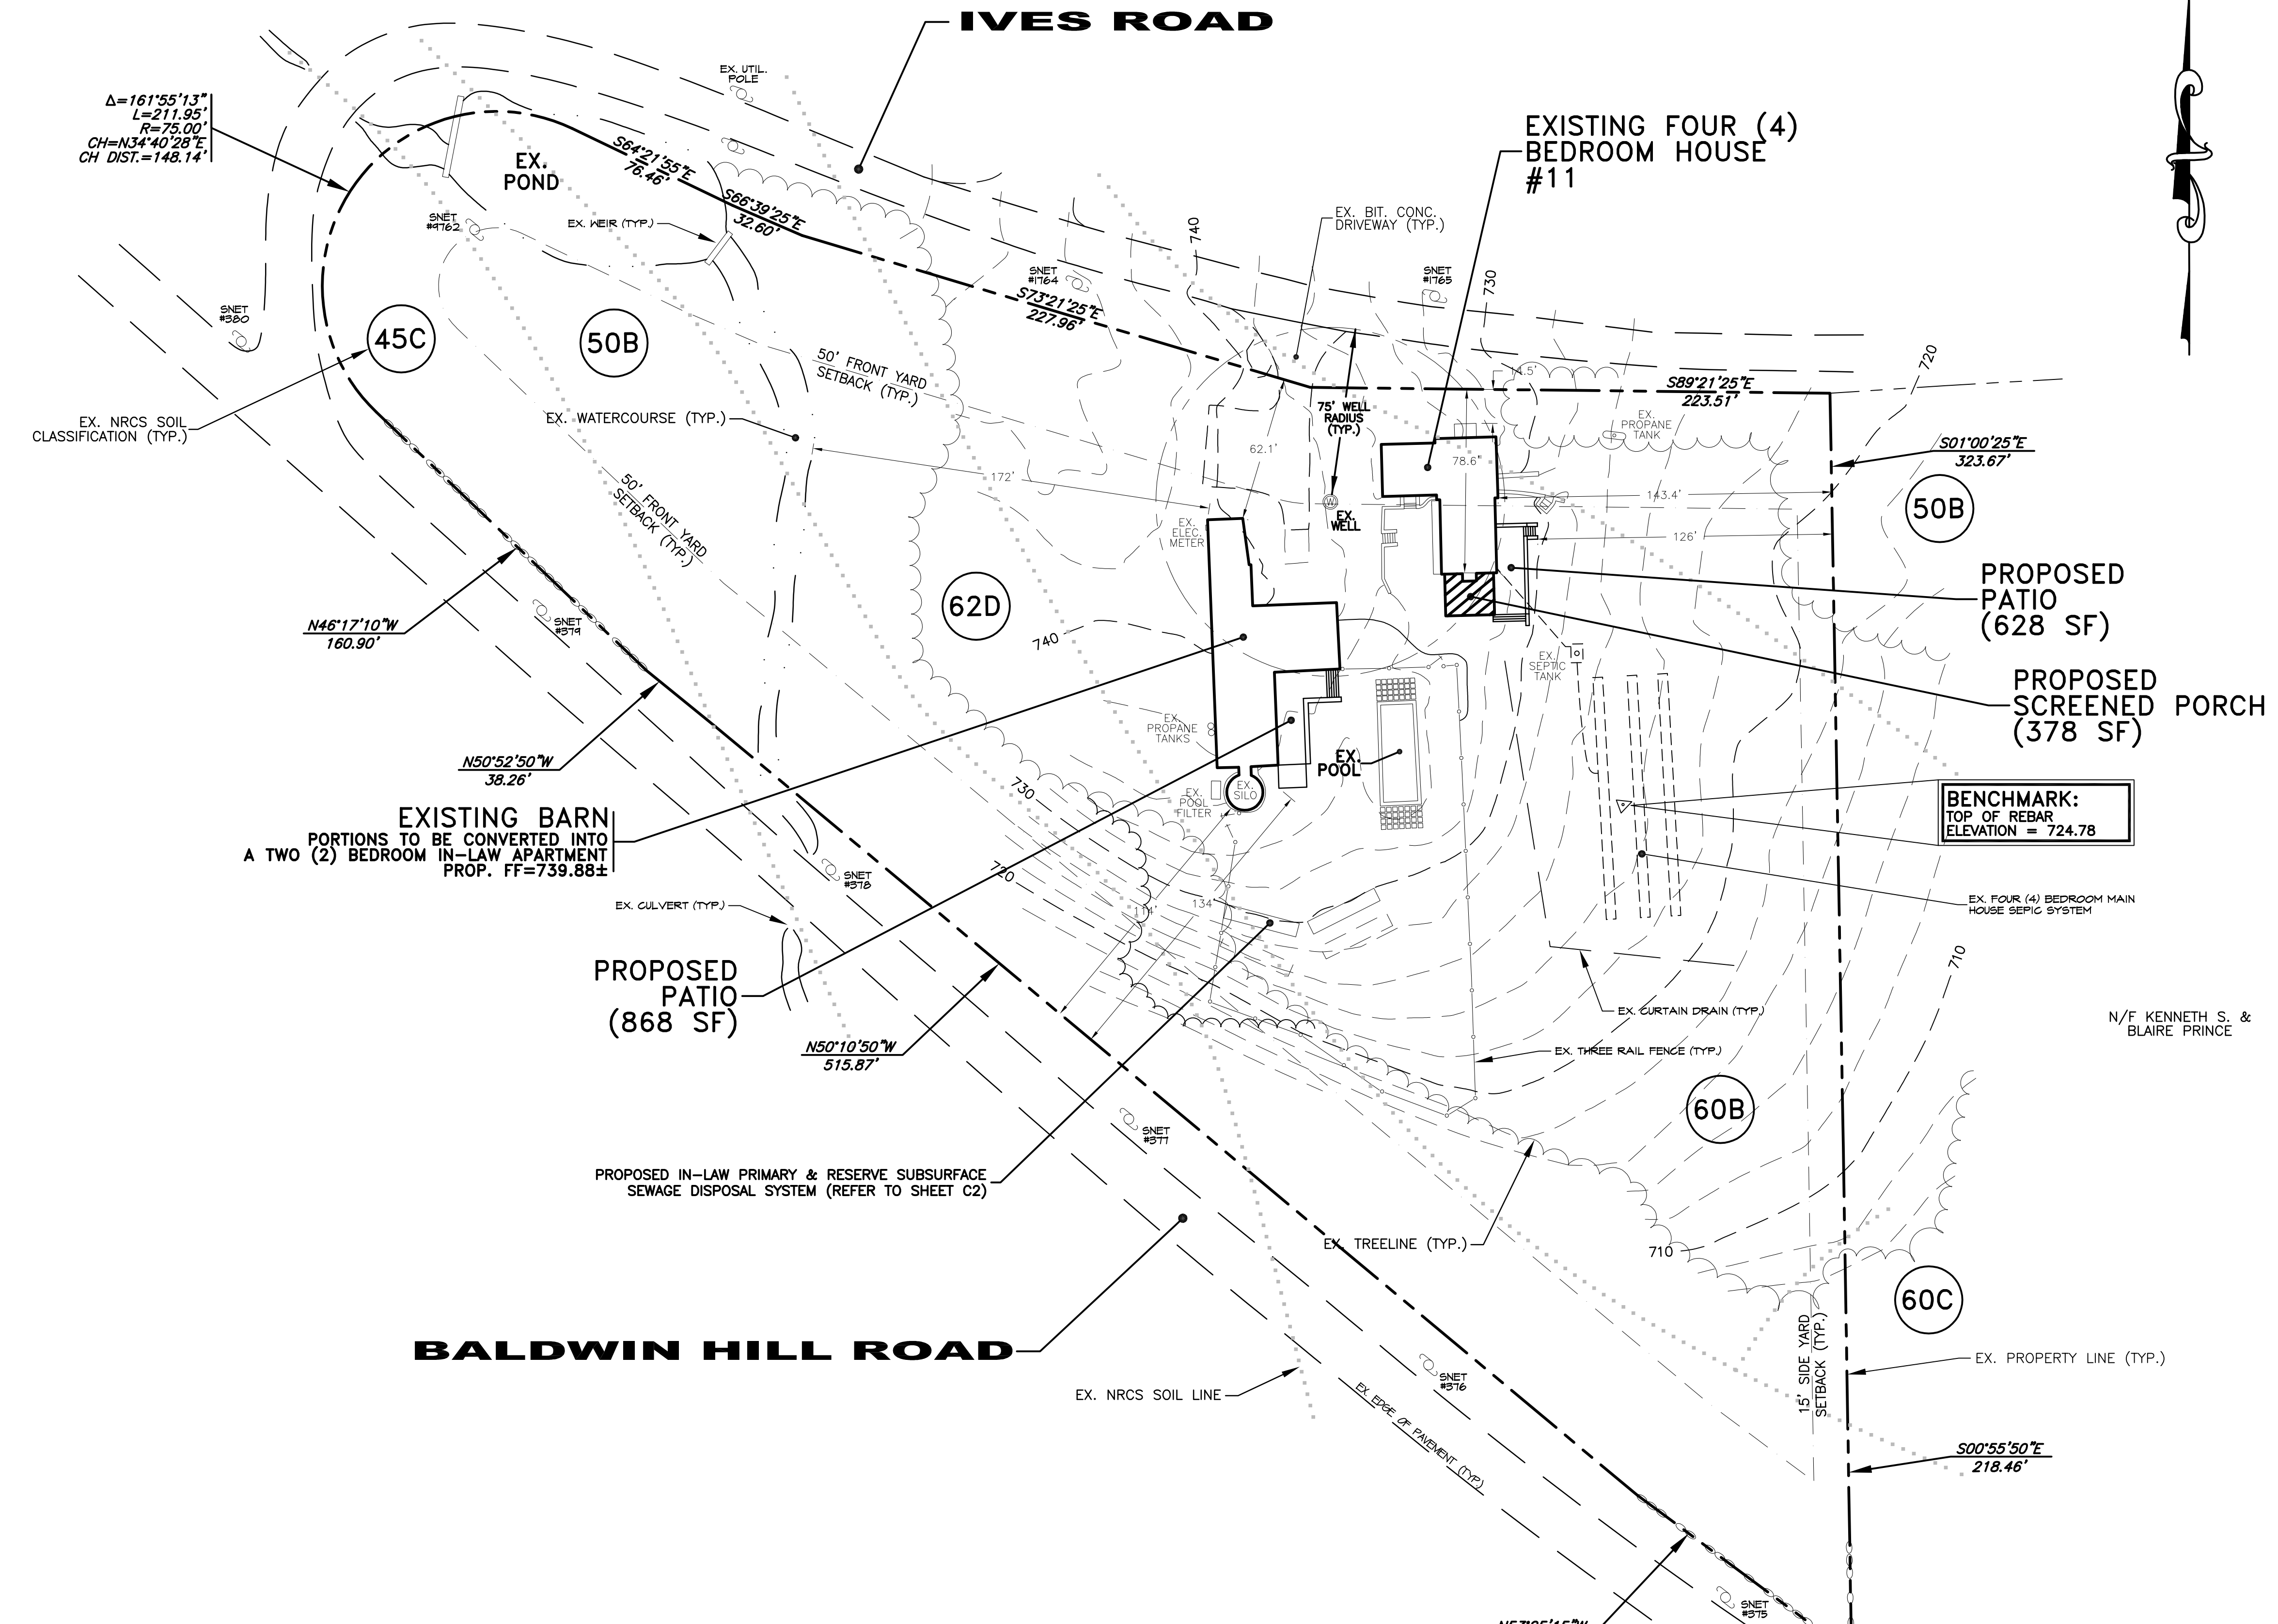 IVES ROAD
Δ=161°55'13"
L=211.95'
R=75.00'
CH=N34°40'28"E
CH DIST.=148.14'
EX. UTIL.
POLE
EX.
POND
S64°21'55"E
76.46'
S66°39'25"E
32.60'
SNET
#9762
EX. WEIR (TYP.)
EXISTING FOUR (4)
BEDROOM HOUSE
#11
EX. BIT. CONC.
DRIVEWAY (TYP.)
740
SNET
#1764
SNET
#1765
730
S73°21'25"E
227.96'
SNET
#380
45C
50B
50' FRONT YARD
SETBACK (TYP.)
14.5'
S89°21'25"E
223.51'
720
EX. NRCS SOIL
CLASSIFICATION (TYP.)
EX. WATERCOURSE (TYP.)
75' WELL
RADIUS
(TYP.)
EX.
PROPANE
TANK
S01°00'25"E
323.67'
62.1'
78.6'
172'
143.4'
50B
50' FRONT YARD
SETBACK (TYP.)
W
EX.
WELL
EX.
ELEC.
METER
126'
PROPOSED
PATIO
(628 SF)
62D
N46°17'10"W
160.90'
SNET
#379
740
EX.
SEPTIC
TANK
PROPOSED
SCREENED PORCH
(378 SF)
EX.
PROPANE
TANKS
N50°52'50"W
38.26'
EX.
POOL
730
EX.
POOL
FILTER
EX.
SILO
BENCHMARK:
TOP OF REBAR
ELEVATION = 724.78
EXISTING BARN
PORTIONS TO BE CONVERTED INTO
A TWO (2) BEDROOM IN-LAW APARTMENT
PROP. FF=739.88±
SNET
#378
720
EX. CULVERT (TYP.)
114'
134'
EX. FOUR (4) BEDROOM MAIN
HOUSE SEPIC SYSTEM
PROPOSED
PATIO
(868 SF)
710
EX. CURTAIN DRAIN (TYP.)
N/F KENNETH S. &
BLAIRE PRINCE
N50°10'50"W
515.87'
EX. THREE RAIL FENCE (TYP.)
60B
SNET
#377
PROPOSED IN-LAW PRIMARY & RESERVE SUBSURFACE
SEWAGE DISPOSAL SYSTEM (REFER TO SHEET C2)
EX. TREELINE (TYP.)
710
60C
BALDWIN HILL ROAD
15' SIDE YARD
SETBACK (TYP.)
EX. PROPERTY LINE (TYP.)
SNET
#376
EX. NRCS SOIL LINE
EX. EDGE OF PAVEMENT (TYP.)
S00°55'50"E
218.46'
SNET
#375